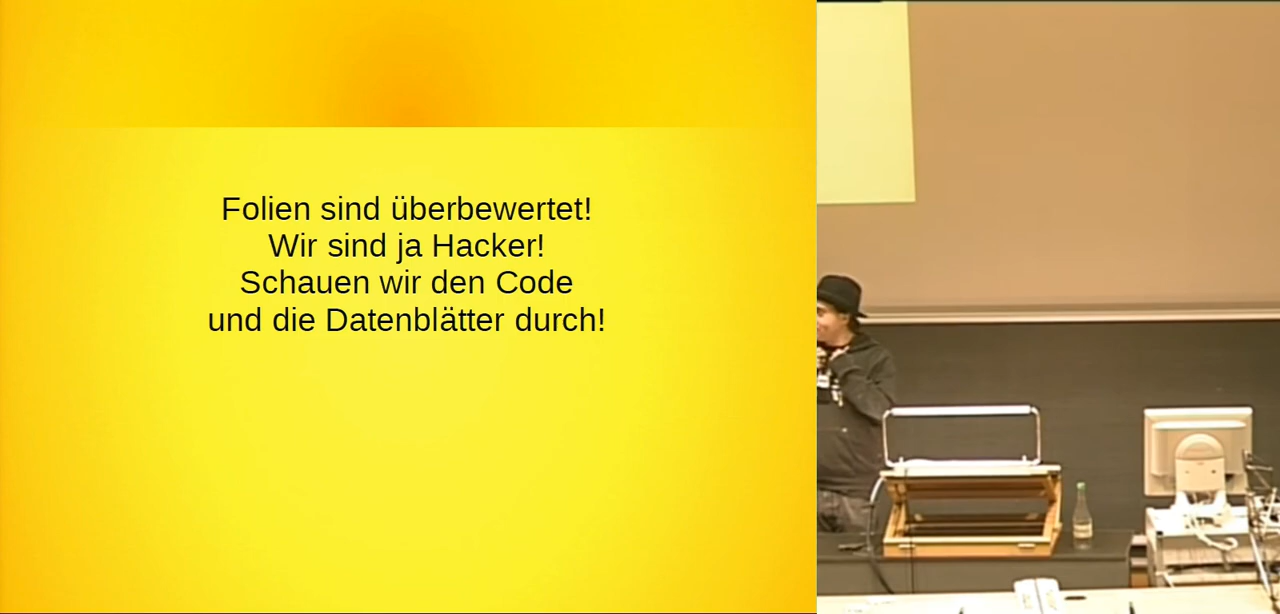 Folien sind überbewertet!
Wir sind ja Hacker!
Schauen wir den Code
und die Datenblätter durch!